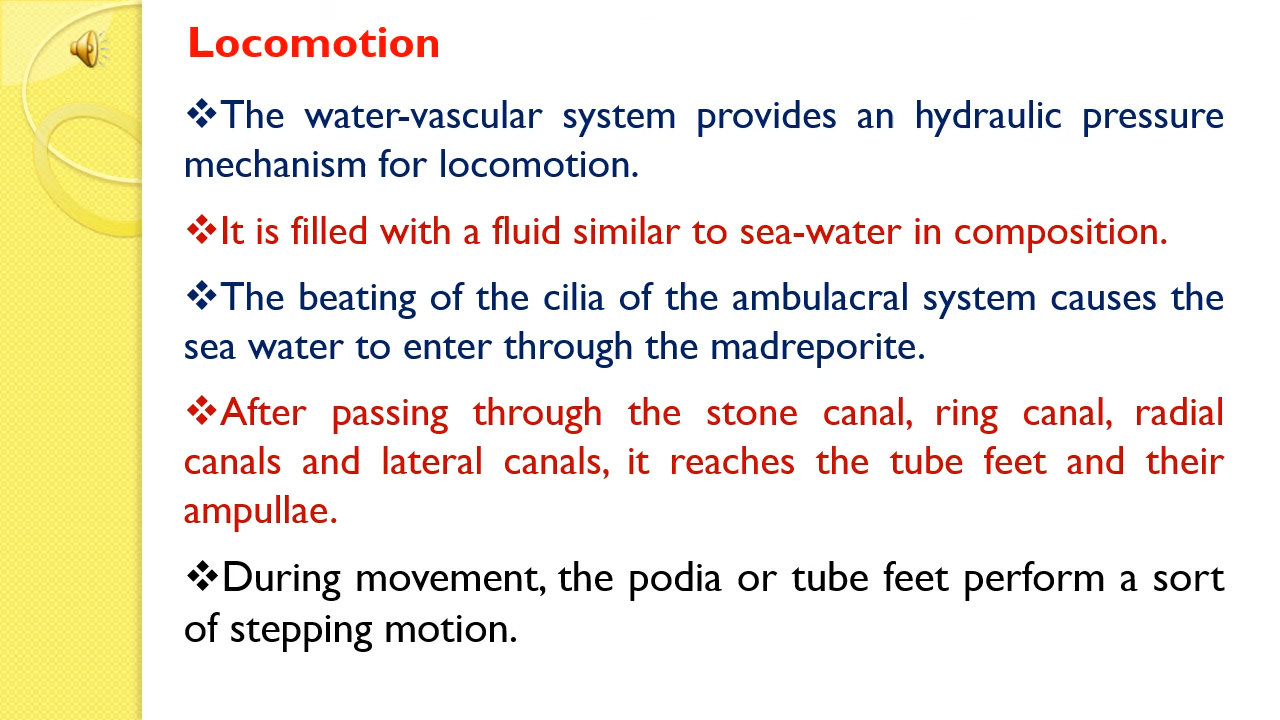 Locomotion
❖The water-vascular system provides an hydraulic pressure
mechanism for locomotion.
❖It is filled with a fluid similar to sea-water in composition.
❖The beating of the cilia of the ambulacral system causes the
sea water to enter through the madreporite.
❖After passing through the stone canal, ring canal, radial
canals and lateral canals, it reaches the tube feet and their
ampullae.
❖During movement, the podia or tube feet perform a sort
of stepping motion.